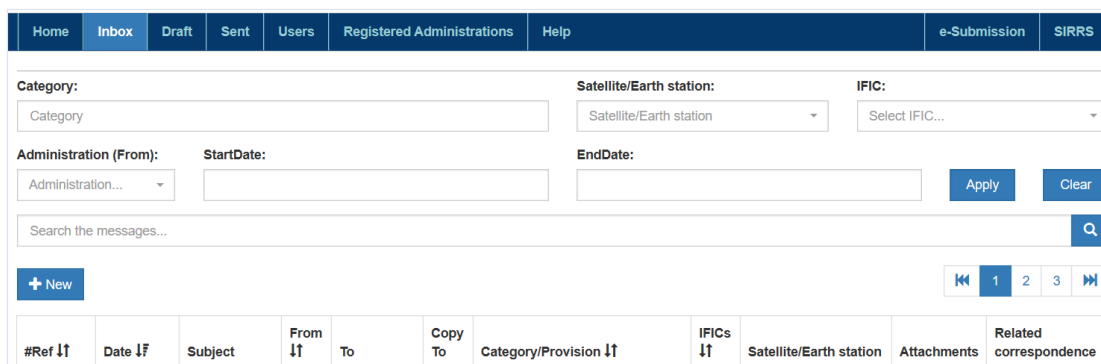 Home Inbox Draft Sent Users Registered Administrations Help e-Submission SIRRS
Category: Satellite/Earth station: IFIC:
Category Satellite/Earth station Select IFIC...
Administration (From): StartDate: EndDate:
Administration... Apply Clear
Search the messages...
New 1 2 3
From Copy IFICs Related
#Ref Date Subject To To Category/Provision Satellite/Earth station Attachments correspondence